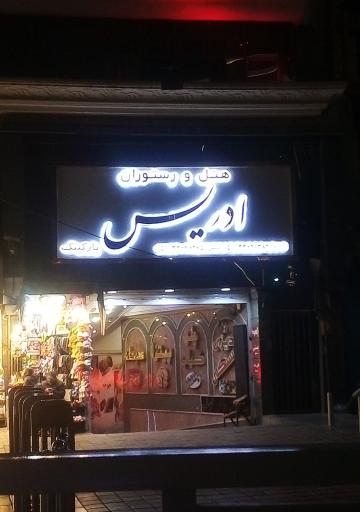 هتل و رستوران
ادریس
پارکینگ